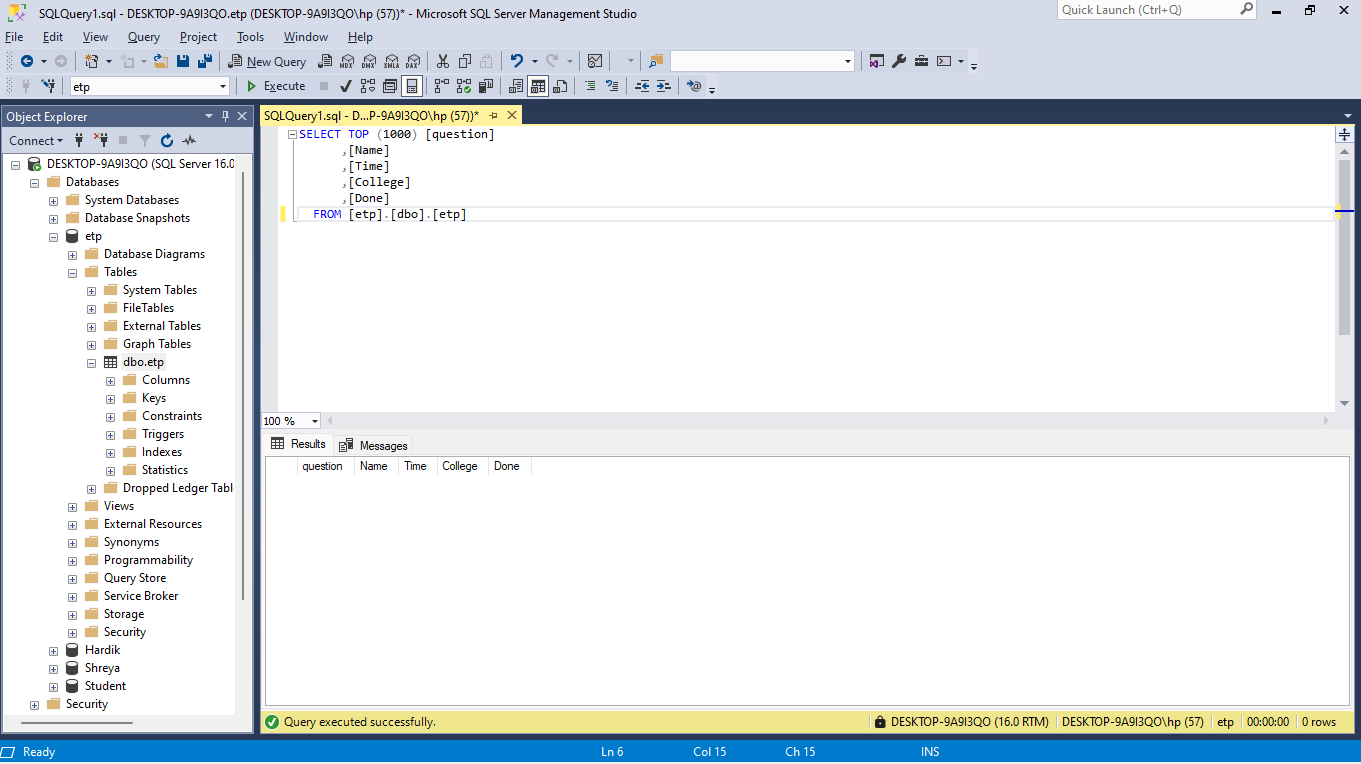 SQLQuery1.sql - DESKTOP-9A9I3QO.etp (DESKTOP-9A9I3QO\hp (57))* - Microsoft SQL Server Management Studio
Quick Launch (Ctrl+Q)
File Edit View Query Project Tools Window Help
New Query MDX DMX XMLA DAX
etp Execute
Object Explorer
Connect
DESKTOP-9A9I3QO (SQL Server 16.0
Databases
System Databases
Database Snapshots
etp
Database Diagrams
Tables
System Tables
FileTables
External Tables
Graph Tables
dbo.etp
Columns
Keys
Constraints
Triggers
Indexes
Statistics
Dropped Ledger Tabl
Views
External Resources
Synonyms
Programmability
Query Store
Service Broker
Storage
Security
Hardik
Shreya
Student
Security
SQLQuery1.sql - D...P-9A9I3QO\hp (57))*
SELECT TOP (1000) [question]
,[Name]
,[Time]
,[College]
,[Done]
FROM [etp].[dbo].[etp]
100 %
Results Messages
question Name Time College Done
Query executed successfully. DESKTOP-9A9I3QO (16.0 RTM) DESKTOP-9A9I3QO\hp (57) etp 00:00:00 0 rows
Ready Ln 6 Col 15 Ch 15 INS